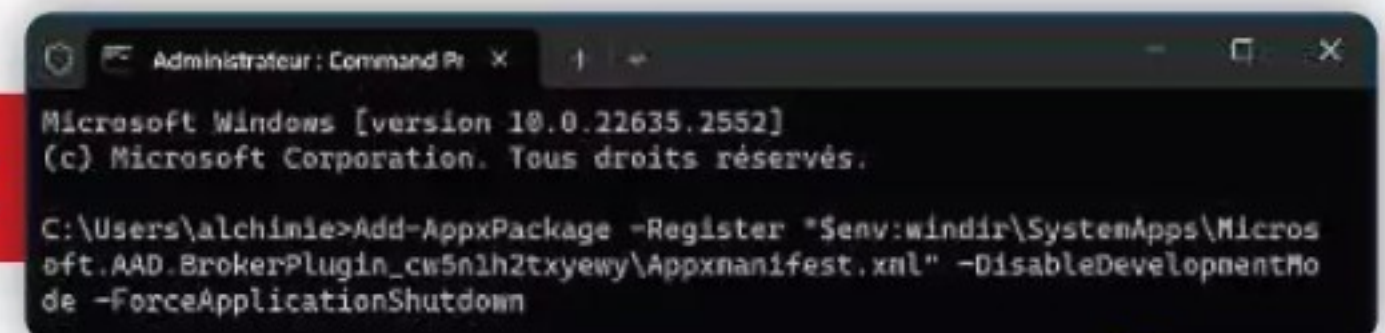 Administrateur : Command Pr
Microsoft Windows [version 10.0.22635.2552]
(c) Microsoft Corporation. Tous droits réservés.
C:\Users\alchimie>Add-AppxPackage -Register "$env:windir\SystemApps\Micros
oft.AAD.BrokerPlugin_cw5n1h2txyewy\Appxmanifest.xml" -DisableDevelopmentMo
de -ForceApplicationShutdown